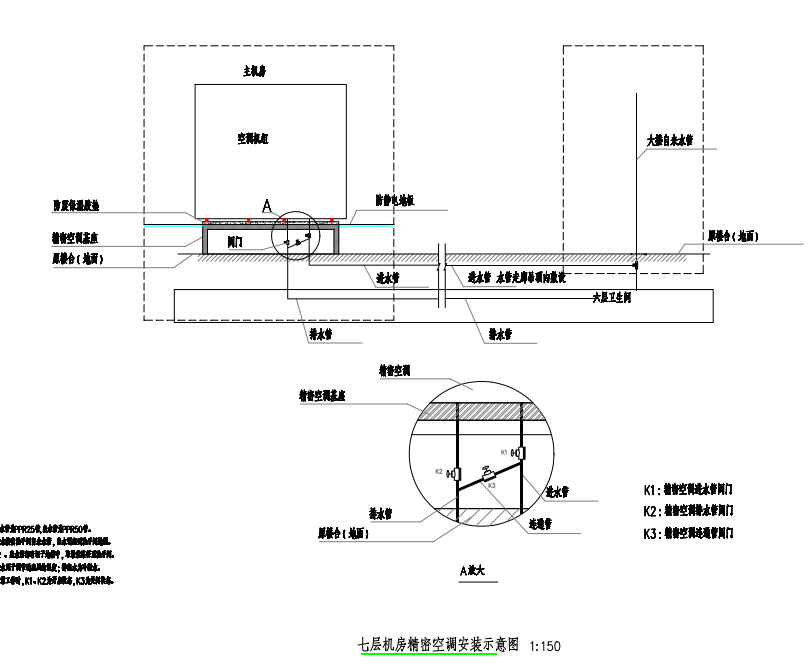 主机房
空调机组
大楼自来水管
防震保温胶垫
A
防静电地板
精密空调基座
阀门
原楼台(地面)
原楼台(地面)
进水管
进水管 水管走廊吊顶内敷设
六层卫生间
排水管
排水管
精密空调
精密空调基座
K1
K2
K3
进水管
排水管
连通管
原楼台(地面)
K1:精密空调进水管阀门
K2:精密空调排水管阀门
K3:精密空调连通管阀门
A放大
七层机房精密空调安装示意图 1:150